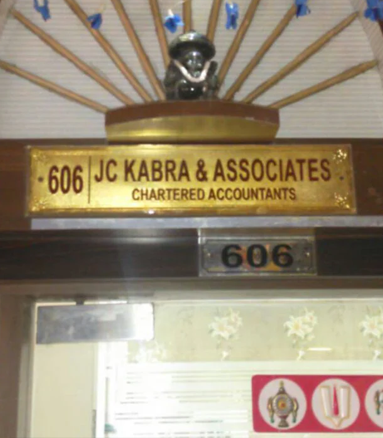 606 JC KABRA & ASSOCIATES
CHARTERED ACCOUNTANTS
606